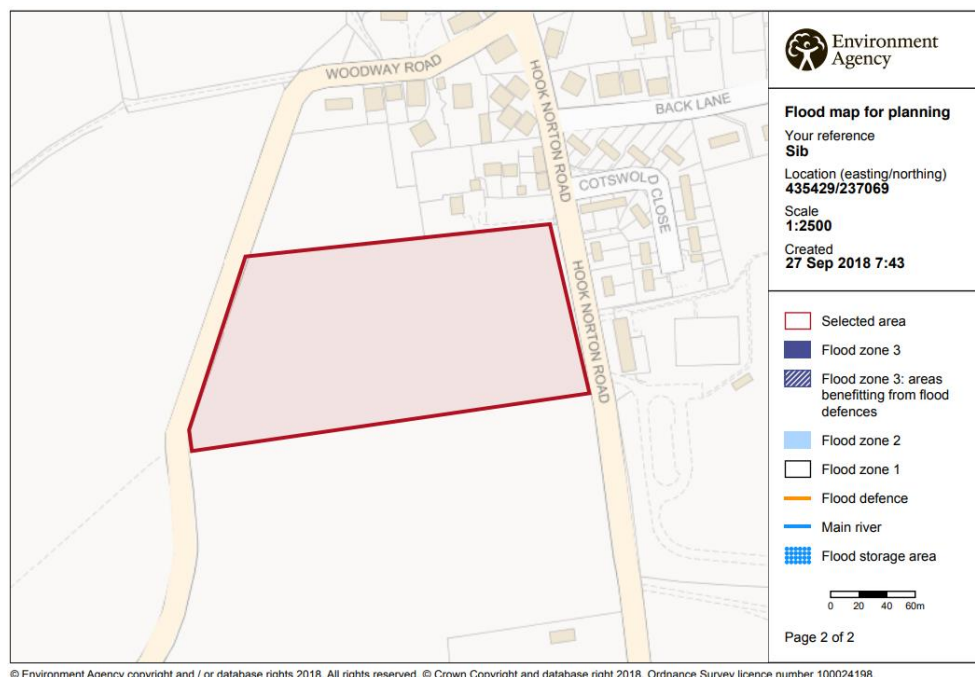 WOODWAY ROAD
HOOK NORTON ROAD
BACK LANE
COTSWOLD CLOSE
HOOK NORTON ROAD
Environment
Agency
Flood map for planning
Your reference
Sib
Location (easting/northing)
435429/237069
Scale
1:2500
Created
27 Sep 2018 7:43
Selected area
Flood zone 3
Flood zone 3: areas
benefitting from flood
defences
Flood zone 2
Flood zone 1
Flood defence
Main river
Flood storage area
0 20 40 60m
Page 2 of 2
© Environment Agency copyright and / or database rights 2018. All rights reserved. © Crown Copyright and database right 2018. Ordnance Survey licence number 100024198.